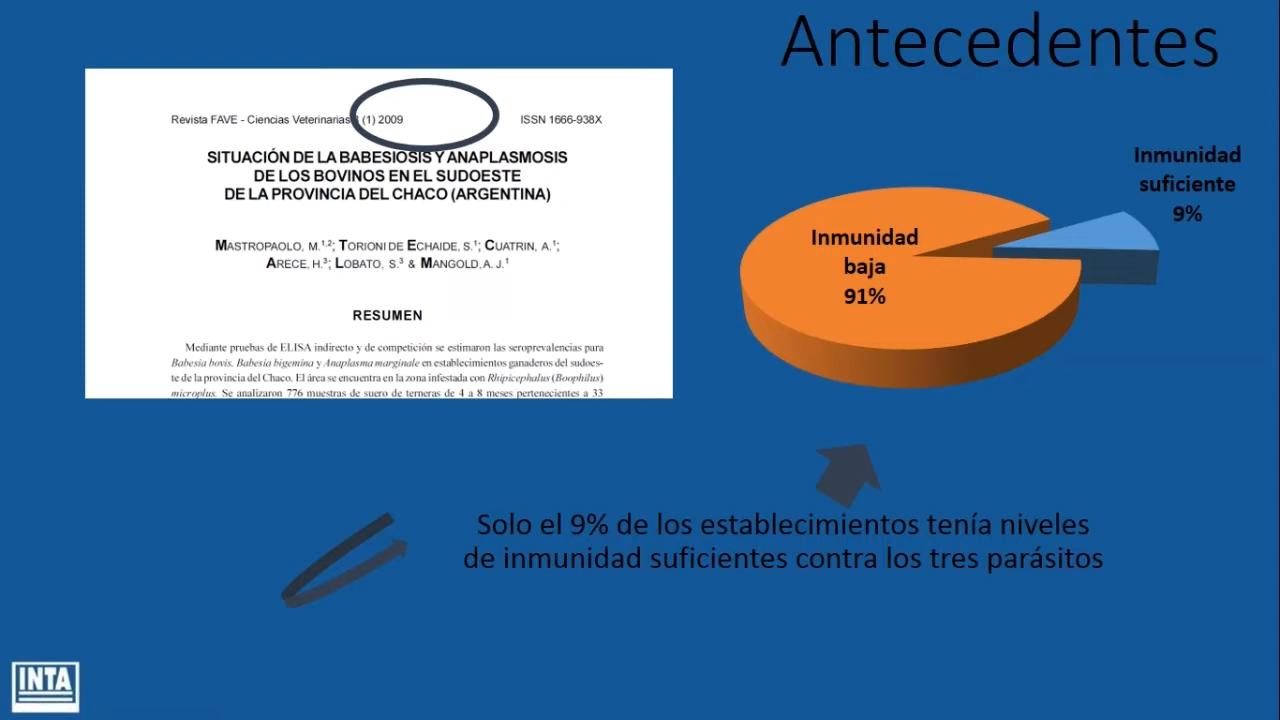 Antecedentes
Revista FAVE - Ciencias Veterinarias (1) 2009 ISSN 1666-938X
SITUACIÓN DE LA BABESIOSIS Y ANAPLASMOSIS
DE LOS BOVINOS EN EL SUDOESTE
DE LA PROVINCIA DEL CHACO (ARGENTINA)
MASTROPAOLO, M.1,2; TORIONI DE ECHAIDE, S.1; CUATRIN, A.1;
ARECE, H.3; LOBATO, S.3 & MANGOLD, A. J.1
RESUMEN
Mediante pruebas de ELISA indirecto y de competición se estimaron las seroprevalencias para
Babesia bovis, Babesia bigemina y Anaplasma marginale en establecimientos ganaderos del sudoes-
te de la provincia del Chaco. El área se encuentra en la zona infestada con Rhipicephalus (Boophilus)
microplus. Se analizaron 776 muestras de suero de terneras de 4 a 8 meses pertenecientes a 33
Inmunidad
suficiente
9%
Inmunidad
baja
91%
Solo el 9% de los establecimientos tenía niveles
de inmunidad suficientes contra los tres parásitos
INTA